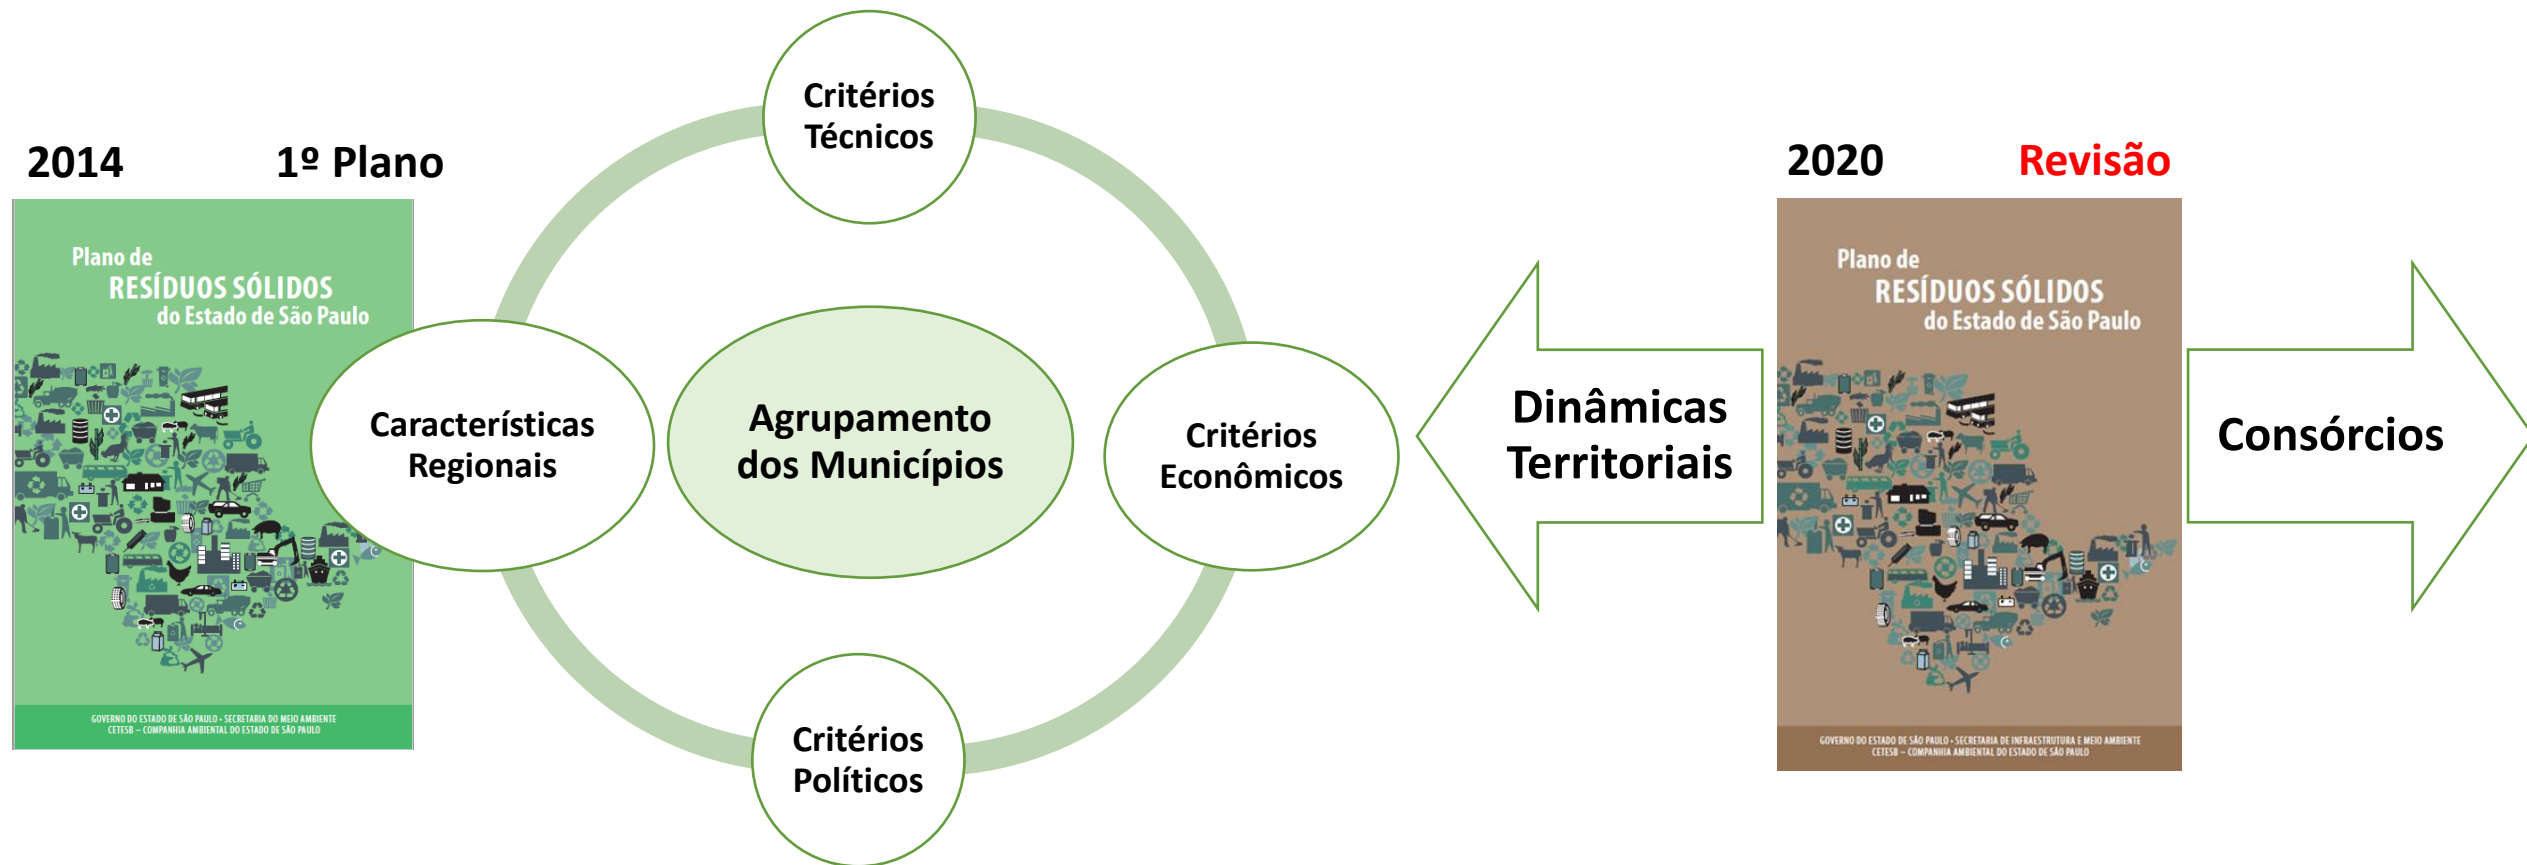 2014 1º Plano
Plano de
RESÍDUOS SÓLIDOS
do Estado de São Paulo
GOVERNO DO ESTADO DE SÃO PAULO • SECRETARIA DO MEIO AMBIENTE
CETESB – COMPANHIA AMBIENTAL DO ESTADO DE SÃO PAULO
Critérios
Técnicos
Características
Regionais
Agrupamento
dos Municípios
Critérios
Econômicos
Critérios
Políticos
Dinâmicas
Territoriais
2020 Revisão
Plano de
RESÍDUOS SÓLIDOS
do Estado de São Paulo
GOVERNO DO ESTADO DE SÃO PAULO • SECRETARIA DE INFRAESTRUTURA E MEIO AMBIENTE
CETESB – COMPANHIA AMBIENTAL DO ESTADO DE SÃO PAULO
Consórcios